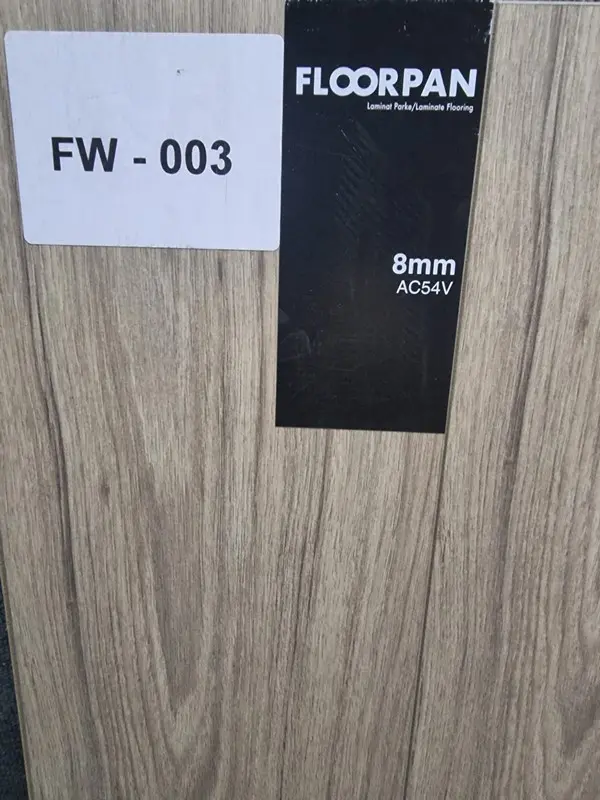 FLOORPAN
Laminat Parke/Laminate Flooring
FW - 003
8mm
AC54V